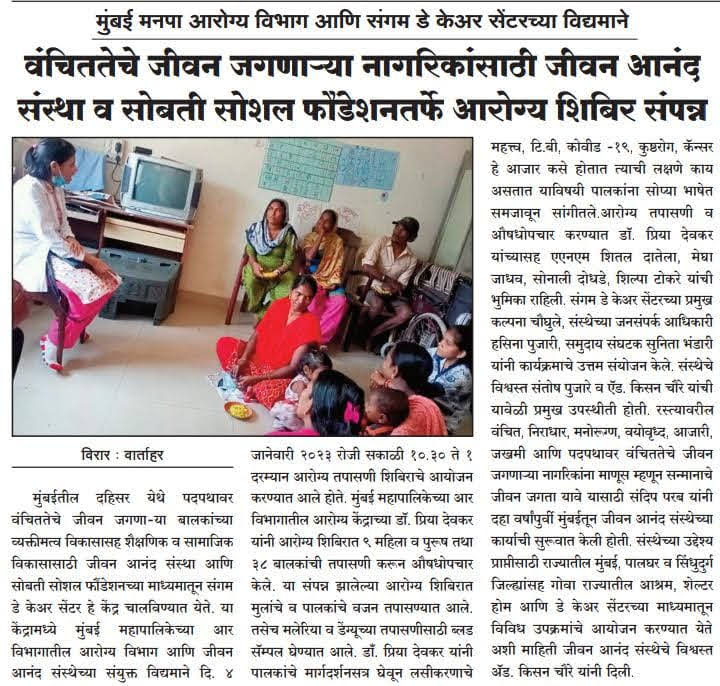 मुंबई मनपा आरोग्य विभाग आणि संगम डे केअर सेंटरच्या विद्यमाने
वंचिततेचे जीवन जगणाऱ्या नागरिकांसाठी जीवन आनंद
संस्था व सोबती सोशल फौंडेशनतर्फे आरोग्य शिबिर संपन्न
विरार : वार्ताहर
मुंबईतील दहिसर येथे पदपथावर
वंचिततेचे जीवन जगणा-या बालकांच्या
व्यक्तीमत्व विकासासह शैक्षणिक व सामाजिक
विकासासाठी जीवन आनंद संस्था आणि
सोबती सोशल फौंडेशनच्या माध्यमातून संगम
डे केअर सेंटर हे केंद्र चालविण्यात येते. या
केंद्रामध्ये मुंबई महापालिकेच्या आर
विभागातील आरोग्य विभाग आणि जीवन
आनंद संस्थेच्या संयुक्त विद्यमाने दि. ४
जानेवारी २०२३ रोजी सकाळी १०.३० ते १
दरम्यान आरोग्य तपासणी शिबिराचे आयोजन
करण्यात आले होते. मुंबई महापालिकेच्या आर
विभागातील आरोग्य केंद्राच्या डॉ. प्रिया देवकर
यांनी आरोग्य शिबिरात ९ महिला व पुरूष तथा
३८ बालकांची तपासणी करून औषधोपचार
केले. या संपन्न झालेल्या आरोग्य शिबिरात
मुलांचे व पालकांचे वजन तपासण्यात आले.
तसेच मलेरिया व डेंग्यूच्या तपासणीसाठी ब्लड
सॅम्पल घेण्यात आले. डाॅ. प्रिया देवकर यांनी
पालकांचे मार्गदर्शनसत्र घेवून लसीकरणाचे
महत्त्व, टि.बी, कोवीड -१९, कुष्ठरोग, कॅन्सर
हे आजार कसे होतात त्याची लक्षणे काय
असतात याविषयी पालकांना सोप्या भाषेत
समजावून सांगीतले.आरोग्य तपासणी व
औषधोपचार करण्यात डॉ. प्रिया देवकर
यांच्यासह एएनएम शितल दातेला, मेघा
जाधव, सोनाली दोधडे, शिल्पा टोकरे यांची
भुमिका राहिली. संगम डे केअर सेंटरच्या प्रमुख
कल्पना चौघुले, संस्थेच्या जनसंपर्क आधिकारी
हसिना पुजारी, समुदाय संघटक सुनिता भंडारी
यांनी कार्यक्रमाचे उत्तम संयोजन केले. संस्थेचे
विश्वस्त संतोष पुजारे व ऍड. किसन चौरे यांची
यावेळी प्रमुख उपस्थीती होती. रस्त्यावरील
वंचित, निराधार, मनोरूग्ण, वयोवृध्द, आजारी,
जखमी आणि पदपथावर वंचिततेचे जीवन
जगणाऱ्या नागरिकांना माणूस म्हणून सन्मानाचे
जीवन जगता यावे यासाठी संदिप परब यांनी
दहा वर्षांपुर्वी मुंबईतून जीवन आनंद संस्थेच्या
कार्याची सुरूवात केली होती. संस्थेच्या उद्देश्य
प्राप्तीसाठी राज्यातील मुंबई, पालघर व सिंधुदुर्ग
जिल्ह्यांसह गोवा राज्यातील आश्रम, शेल्टर
होम आणि डे केअर सेंटरच्या माध्यमातून
विविध उपक्रमांचे आयोजन करण्यात येते
अशी माहिती जीवन आनंद संस्थेचे विश्वस्त
ॲड. किसन चौरे यांनी दिली.